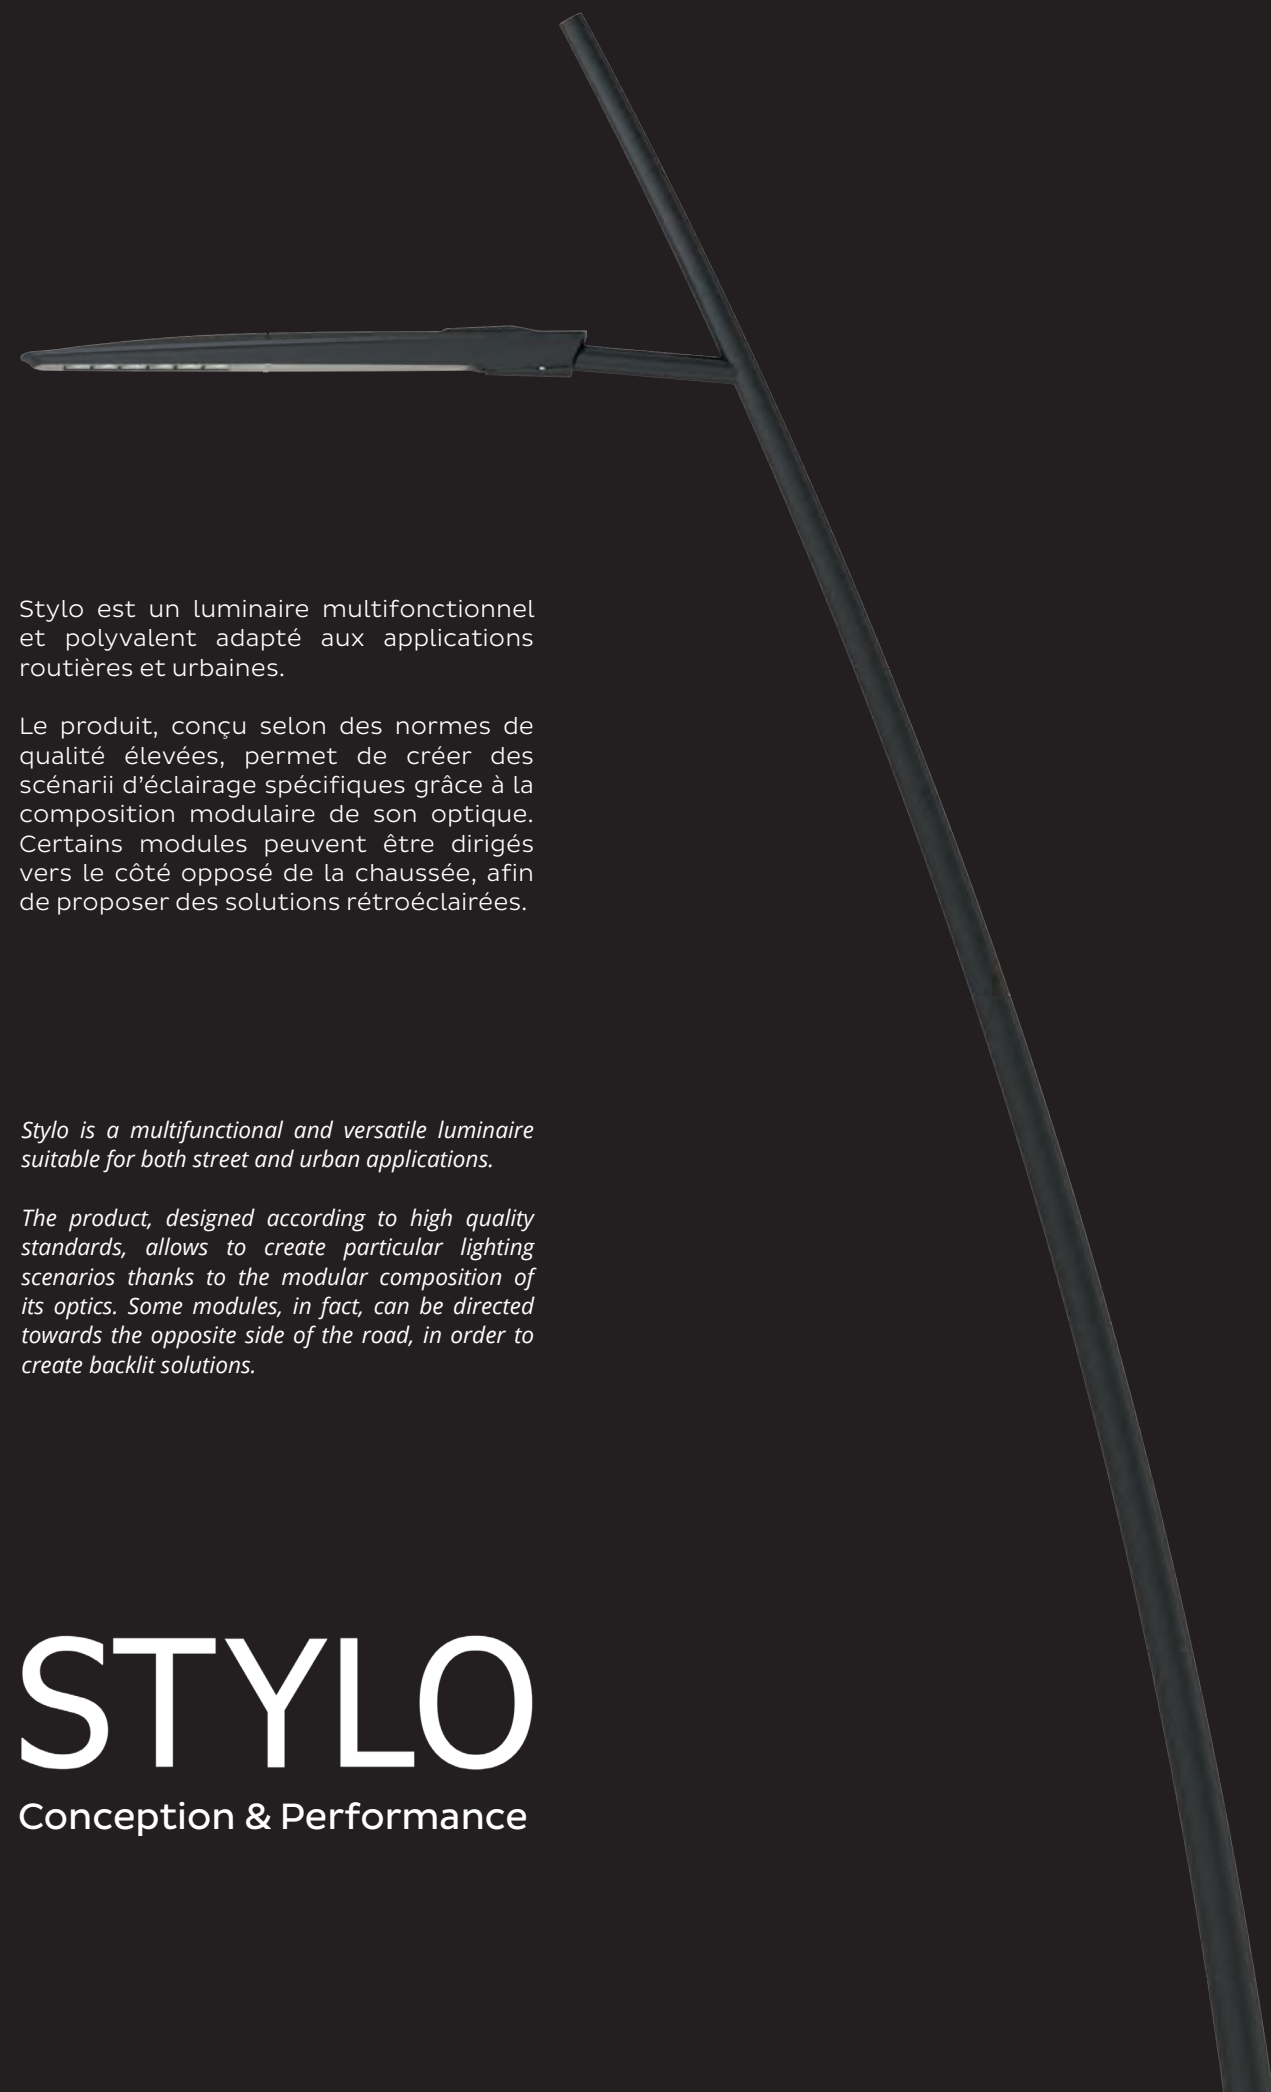 Stylo est un luminaire multifonctionnel
et polyvalent adapté aux applications
routières et urbaines.
Le produit, conçu selon des normes de
qualité élevées, permet de créer des
scénarii d’éclairage spécifiques grâce à la
composition modulaire de son optique.
Certains modules peuvent être dirigés
vers le côté opposé de la chaussée, afin
de proposer des solutions rétroéclairées.
Stylo is a multifunctional and versatile luminaire
suitable for both street and urban applications.
The product, designed according to high quality
standards, allows to create particular lighting
scenarios thanks to the modular composition of
its optics. Some modules, in fact, can be directed
towards the opposite side of the road, in order to
create backlit solutions.
STYLO
Conception & Performance